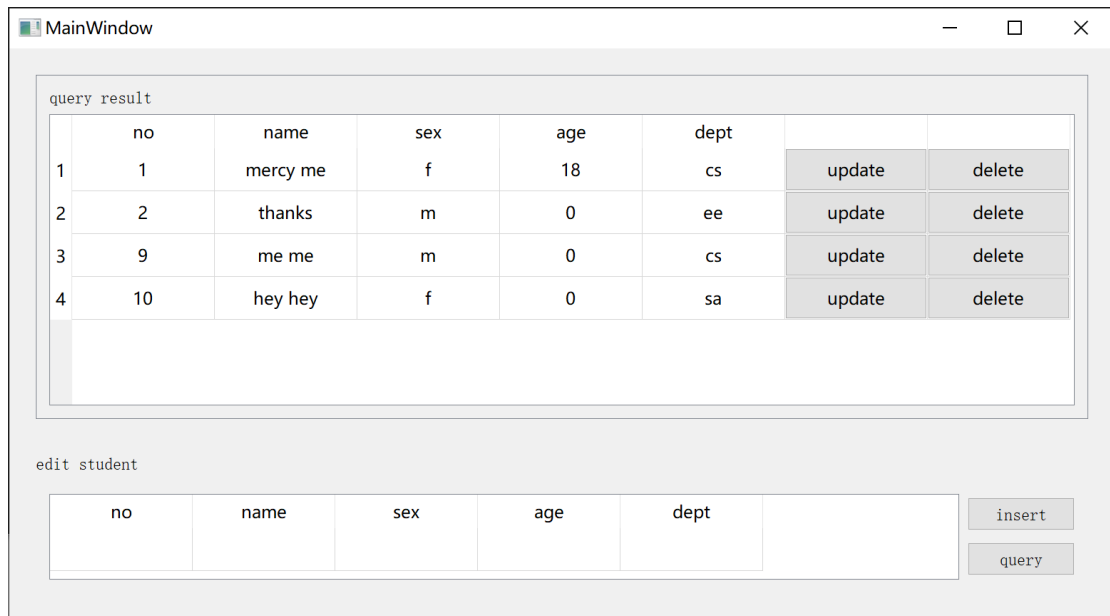 MainWindow
query result
no name sex age dept
1 1 mercy me f 18 cs update delete
2 2 thanks m 0 ee update delete
3 9 me me m 0 cs update delete
4 10 hey hey f 0 sa update delete
edit student
no name sex age dept
insert
query